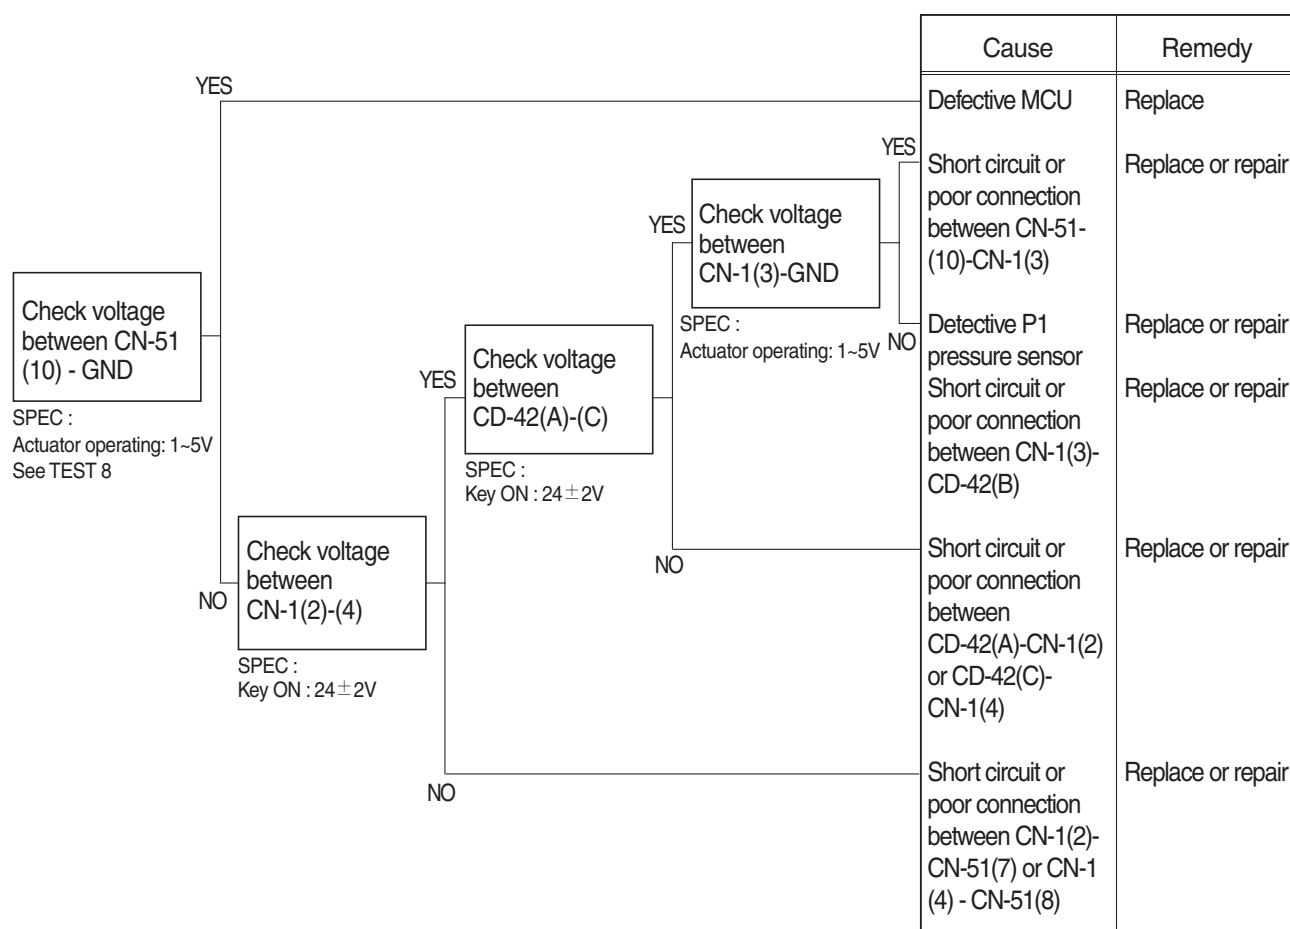 Cause
Remedy
YES
Defective MCU
Replace
YES
Short circuit or
poor connection
between CN-51-
(10)-CN-1(3)
Replace or repair
YES
Check voltage
between
CN-1(3)-GND
SPEC :
Actuator operating: 1~5V
NO
Detective P1
pressure sensor
Replace or repair
Short circuit or
poor connection
between CN-1(3)-
CD-42(B)
Replace or repair
Check voltage
between CN-51
(10) - GND
SPEC :
Actuator operating: 1~5V
See TEST 8
YES
Check voltage
between
CD-42(A)-(C)
SPEC :
Key ON : 24±2V
NO
Short circuit or
poor connection
between
CD-42(A)-CN-1(2)
or CD-42(C)-
CN-1(4)
Replace or repair
NO
Check voltage
between
CN-1(2)-(4)
SPEC :
Key ON : 24±2V
NO
Short circuit or
poor connection
between CN-1(2)-
CN-51(7) or CN-1
(4) - CN-51(8)
Replace or repair